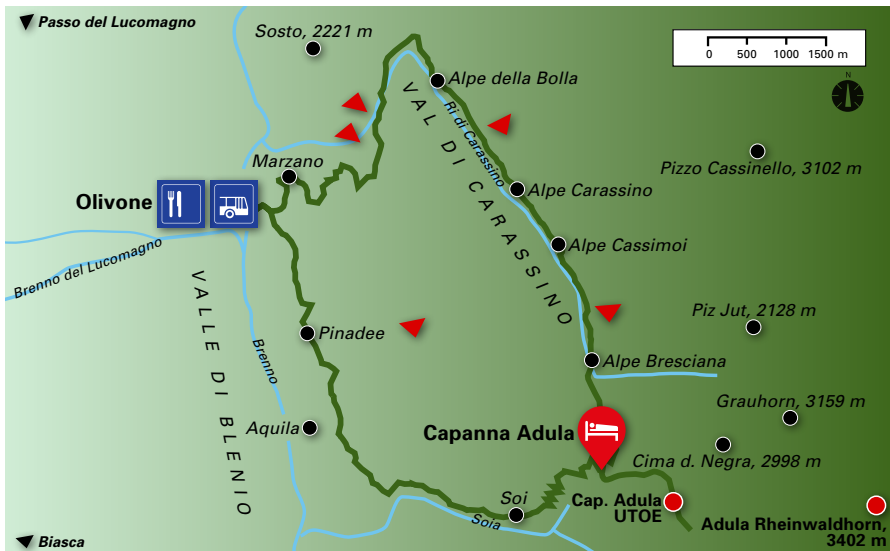 Passo del Lucomagno
Sosto, 2221 m
0 500 1000 1500 m
N
Alpe della Bolla
VAL DI CARASSINO
Ri di Carassino
Marzano
Pizzo Cassinello, 3102 m
Olivone
Alpe Carassino
Brenno del Lucomagno
Alpe Cassimoi
VALLE DI BLENIO
Brenno
Pinadee
Piz Jut, 2128 m
Alpe Bresciana
Grauhorn, 3159 m
Aquila
Capanna Adula
Cima d. Negra, 2998 m
Soi
Soia
Cap. Adula
UTOE
Adula Rheinwaldhorn,
3402 m
Biasca